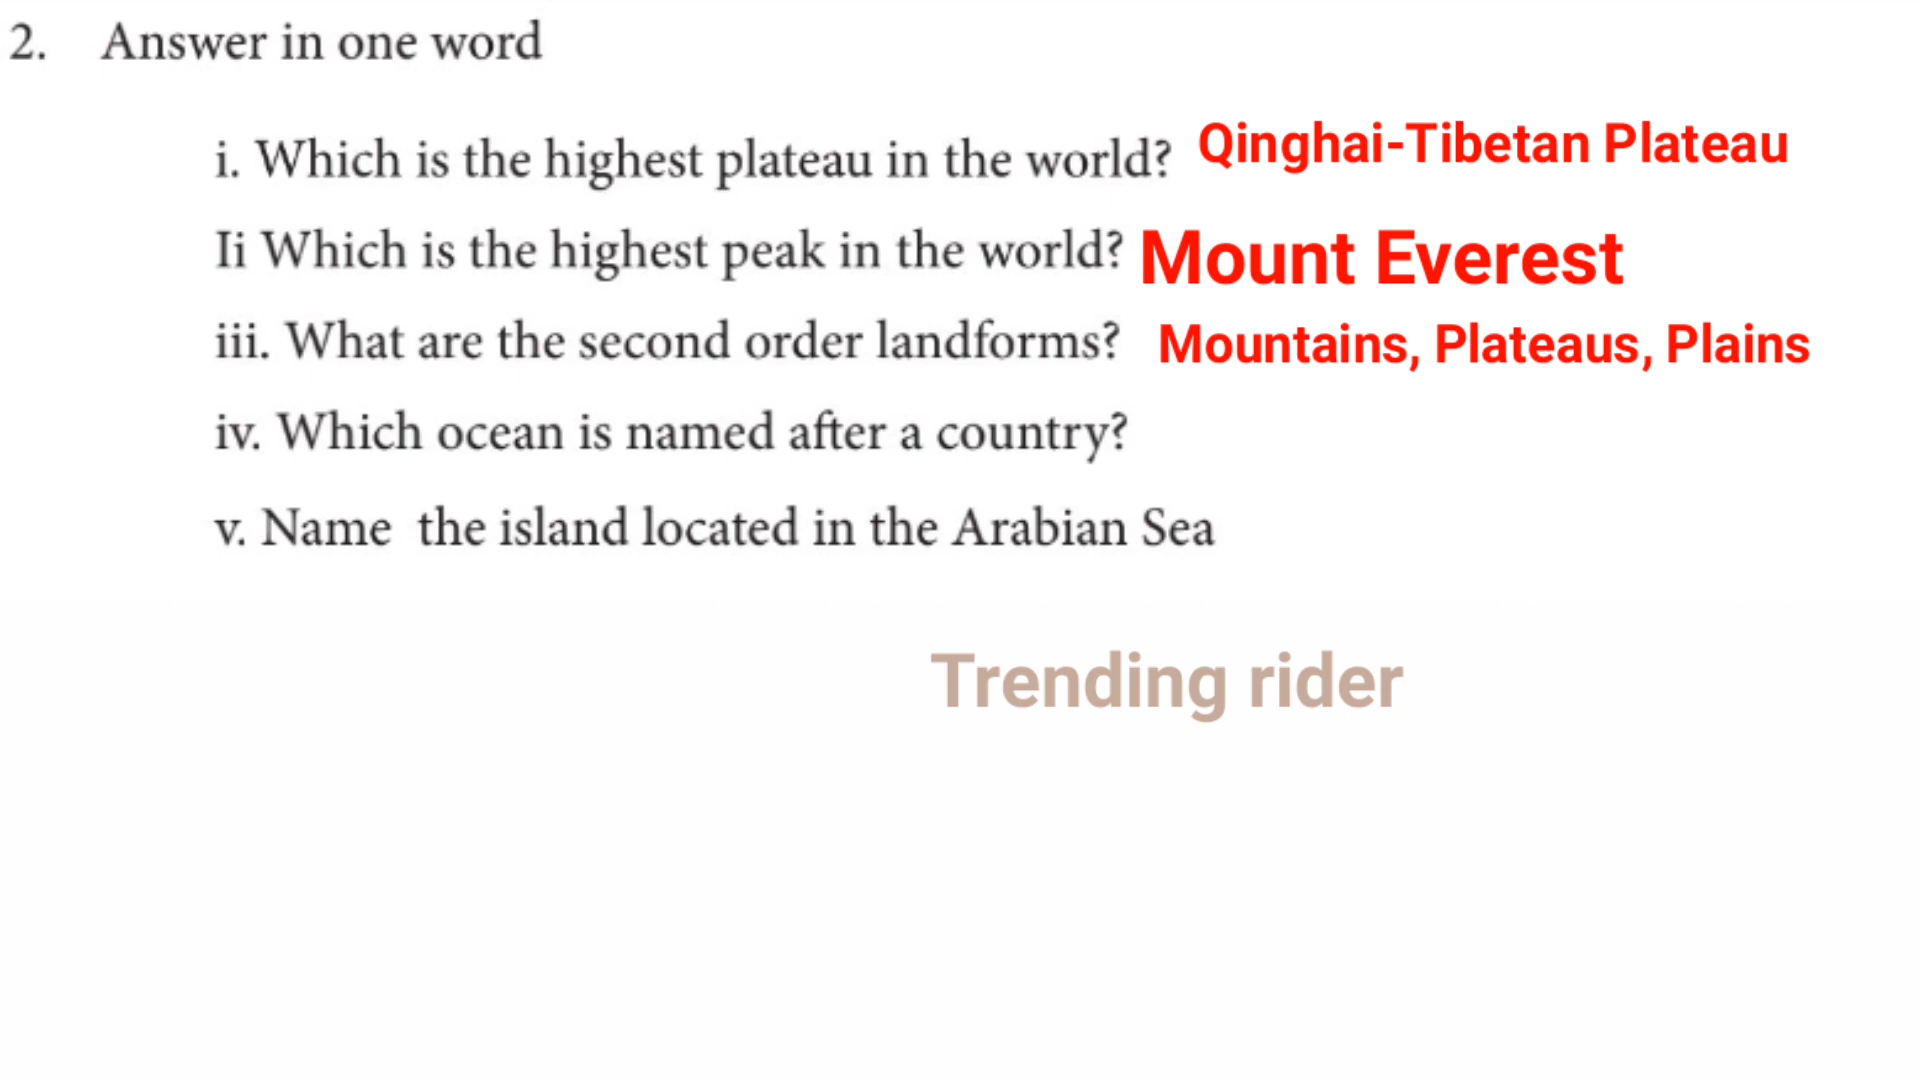 2. Answer in one word
i. Which is the highest plateau in the world? Qinghai-Tibetan Plateau
Ii Which is the highest peak in the world? Mount Everest
iii. What are the second order landforms? Mountains, Plateaus, Plains
iv. Which ocean is named after a country?
v. Name the island located in the Arabian Sea
Trending rider